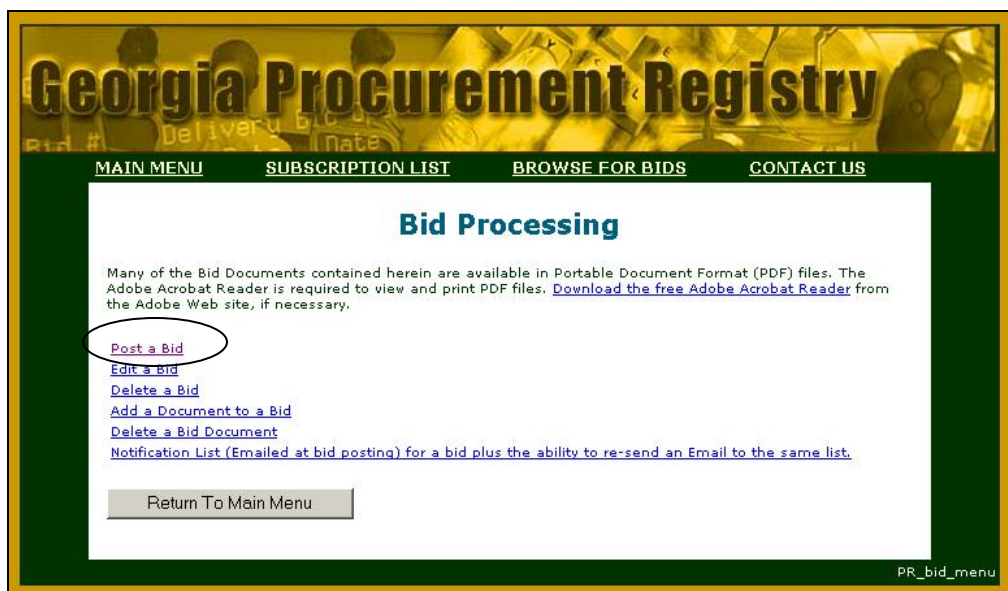 Georgia Procurement Registry
Bid #
Delivery
Date
MAIN MENU SUBSCRIPTION LIST BROWSE FOR BIDS CONTACT US
Bid Processing
Many of the Bid Documents contained herein are available in Portable Document Format (PDF) files. The
Adobe Acrobat Reader is required to view and print PDF files. Download the free Adobe Acrobat Reader from
the Adobe Web site, if necessary.
Post a Bid
Edit a Bid
Delete a Bid
Add a Document to a Bid
Delete a Bid Document
Notification List (Emailed at bid posting) for a bid plus the ability to re-send an Email to the same list.
Return To Main Menu
PR_bid_menu